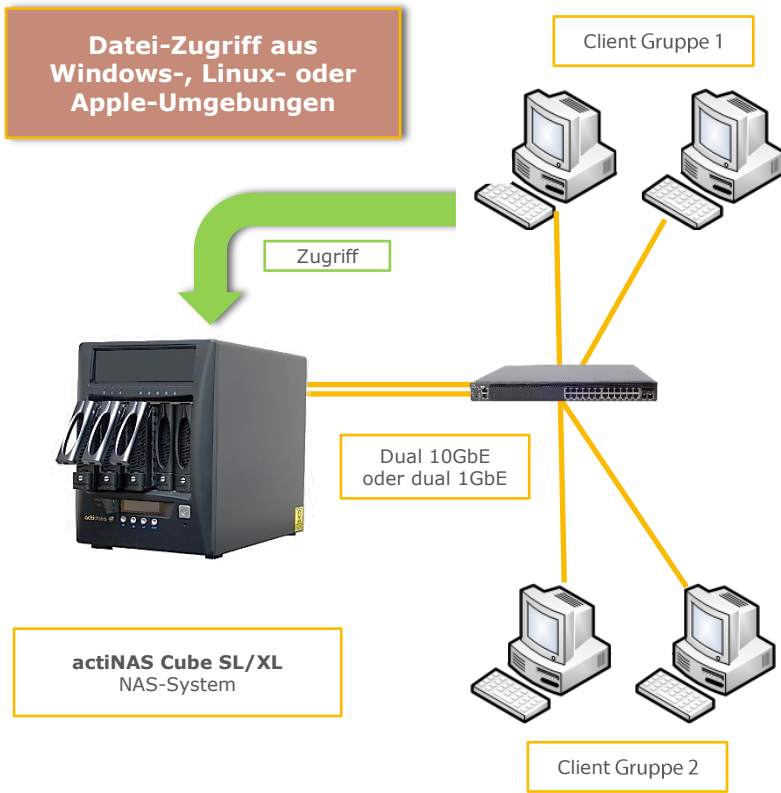 Datei-Zugriff aus
Windows-, Linux- oder
Apple-Umgebungen
Client Gruppe 1
Zugriff
actidata
Dual 10GbE
oder dual 1GbE
actiNAS Cube SL/XL
NAS-System
Client Gruppe 2